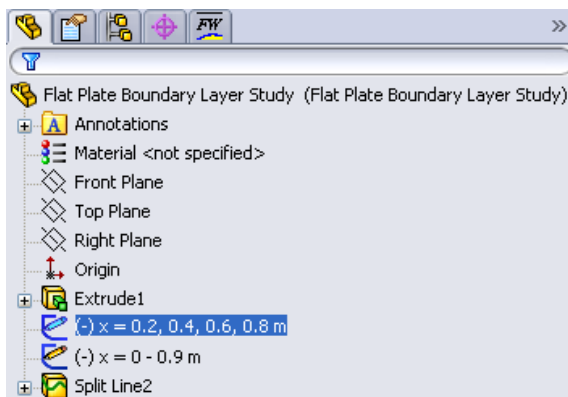 FW
»
Flat Plate Boundary Layer Study (Flat Plate Boundary Layer Study)
A Annotations
Material <not specified>
Front Plane
Top Plane
Right Plane
Origin
Extrude1
(-) x = 0.2, 0.4, 0.6, 0.8 m
(-) x = 0 - 0.9 m
Split Line2